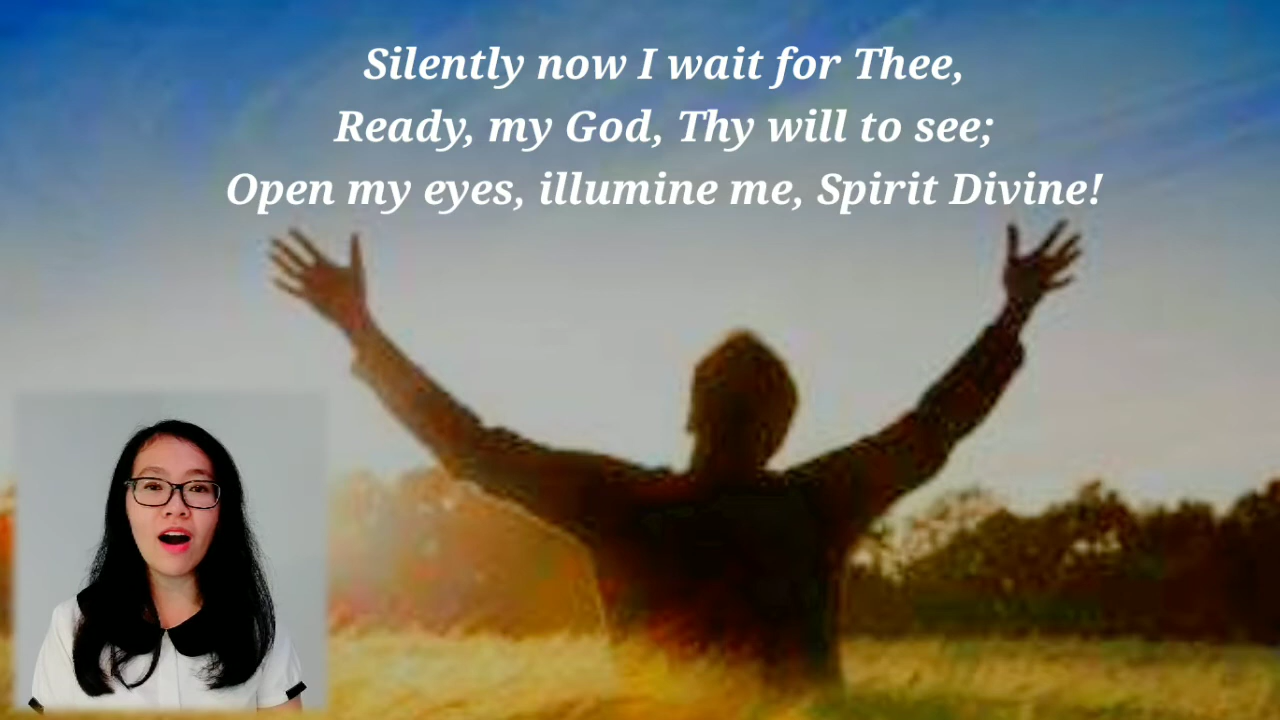 Silently now I wait for Thee,
Ready, my God, Thy will to see;
Open my eyes, illumine me, Spirit Divine!